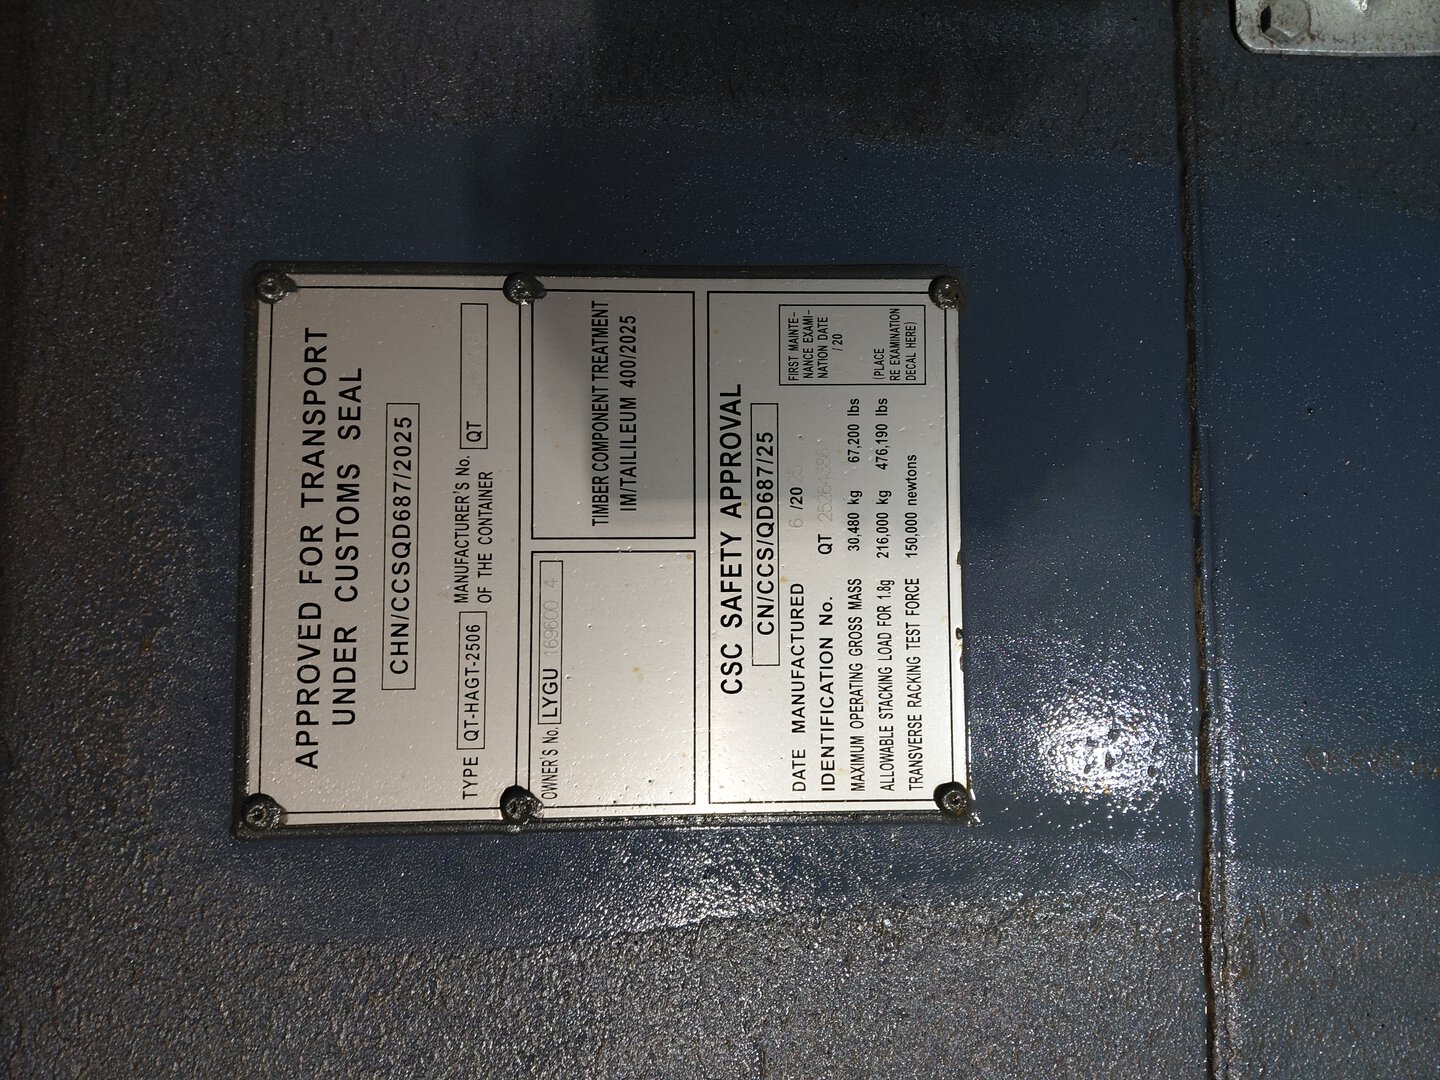 APPROVED FOR TRANSPORT
UNDER CUSTOMS SEAL
CHN/CCSQD687/2025
TYPE QT-HAGT-2506 MANUFACTURER'S No. OF THE CONTAINER QT
OWNER'S No. LYGU 169600 4
TIMBER COMPONENT TREATMENT
IM/TAILILEUM 400/2025
CSC SAFETY APPROVAL
CN/CCS/QD687/25
DATE MANUFACTURED 6 /20
IDENTIFICATION No. QT
MAXIMUM OPERATING GROSS MASS 30,480 kg 67,200 lbs
ALLOWABLE STACKING LOAD FOR 1.8g 216,000 kg 476,190 lbs
TRANSVERSE RACKING TEST FORCE 150,000 newtons
FIRST MAINTE-
NANCE EXAMI-
NATION DATE
/20
(PLACE
RE EXAMINATION
DECAL HERE)